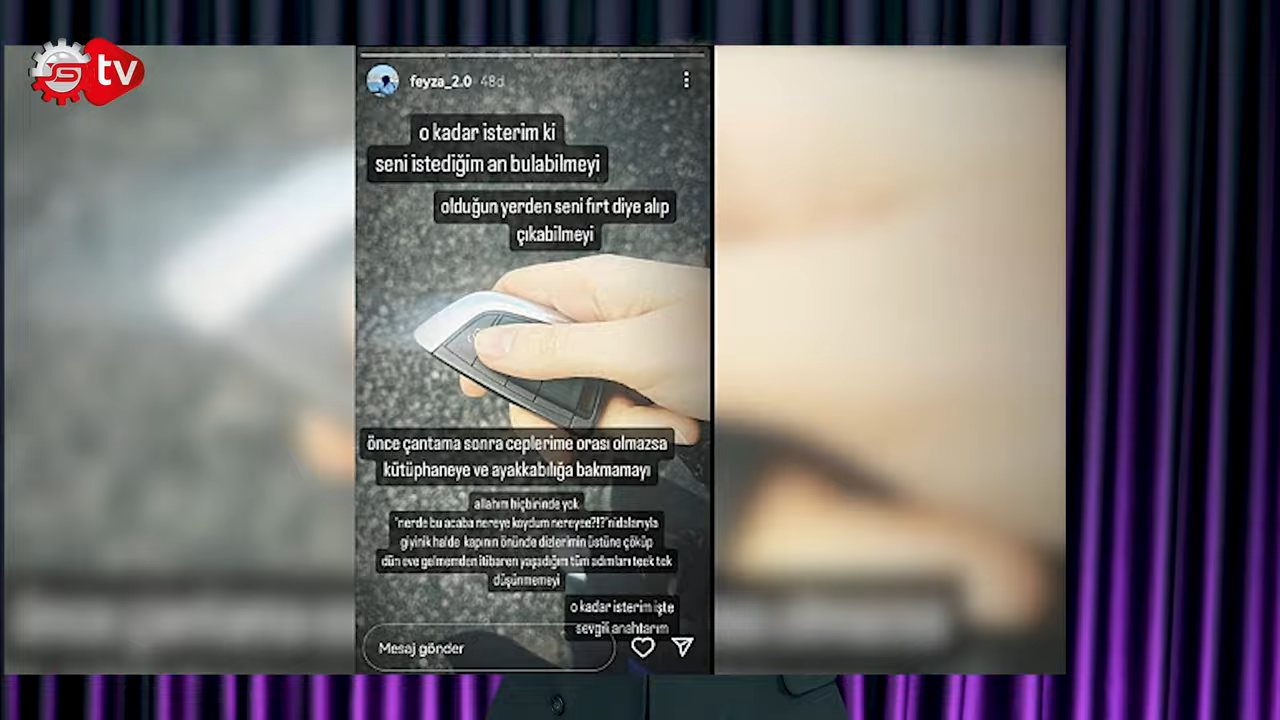 tv
feyza_2.0 48d
o kadar isterim ki
seni istediğim an bulabilmeyi
olduğun yerden seni fırt diye alıp
çıkabilmeyi
önce çantama sonra ceplerime orası olmazsa
kütüphaneye ve ayakkabılığa bakmamayı
allahım hiçbirinde yok
"nerde bu acaba nereye koydum nereyee?!?"nidalarıyla
giyinik halde kapının önünde dizlerimin üstüne çöküp
dün eve gelmemden itibaren yaşadığım tüm adımları teek tek
düşünmemeyi
o kadar isterim işte
sevgili anahtarım
Mesaj gönder